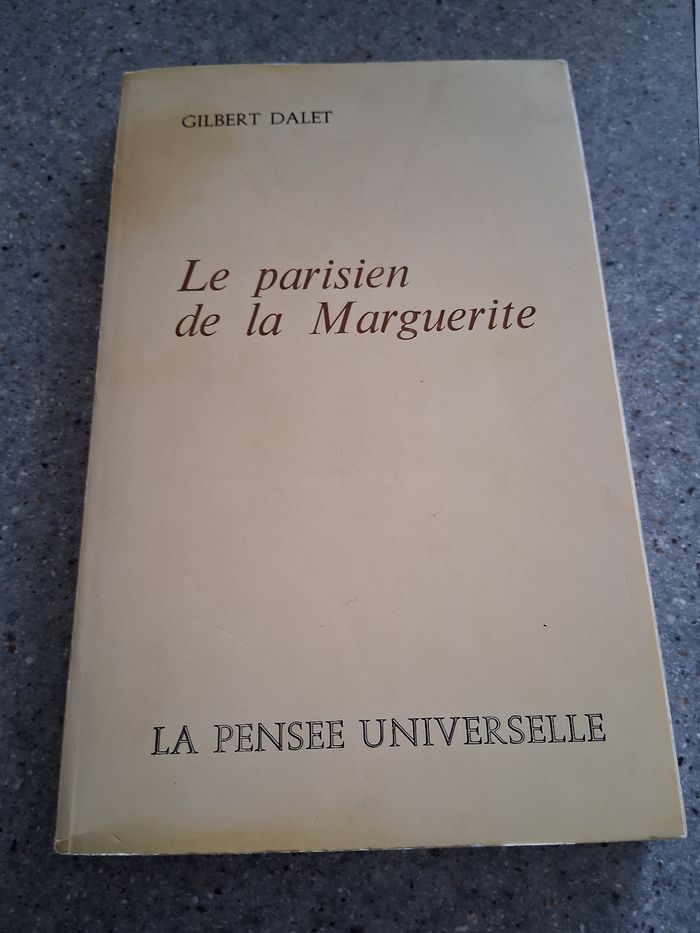 GILBERT DALET
Le parisien
de la Marguerite
LA PENSEE UNIVERSELLE